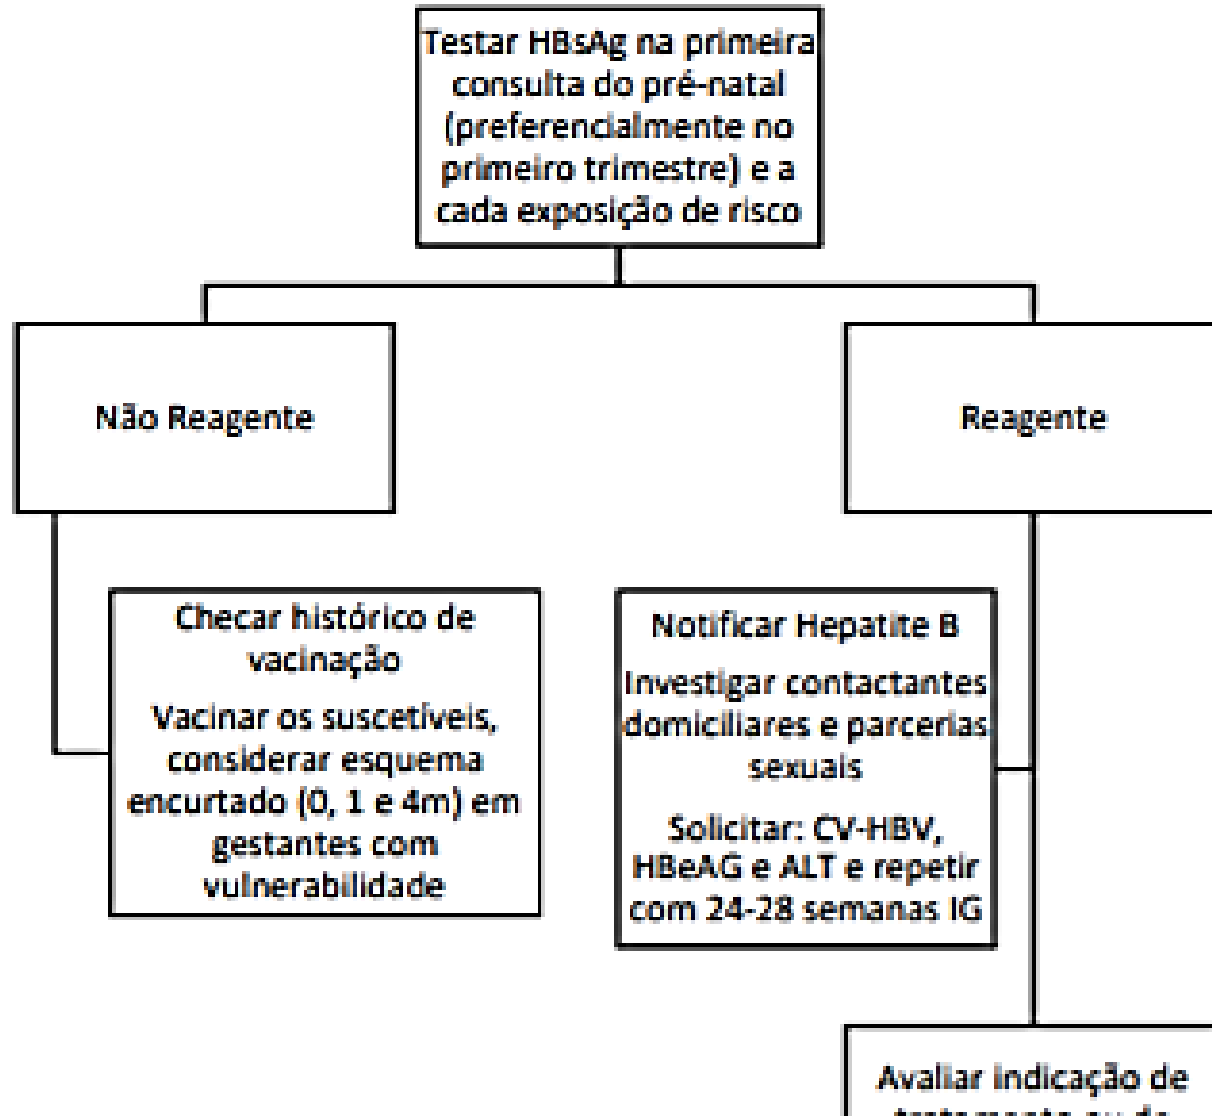 Testar HBsAg na primeira
consulta do pré-natal
(preferencialmente no
primeiro trimestre) e a
cada exposição de risco
Não Reagente
Reagente
Checar histórico de
vacinação
Vacinar os suscetíveis,
considerar esquema
encurtado (0, 1 e 4m) em
gestantes com
vulnerabilidade
Notificar Hepatite B
Investigar contactantes
domiciliares e parcerias
sexuais
Solicitar: CV-HBV,
HBeAG e ALT e repetir
com 24-28 semanas IG
Avaliar indicação de